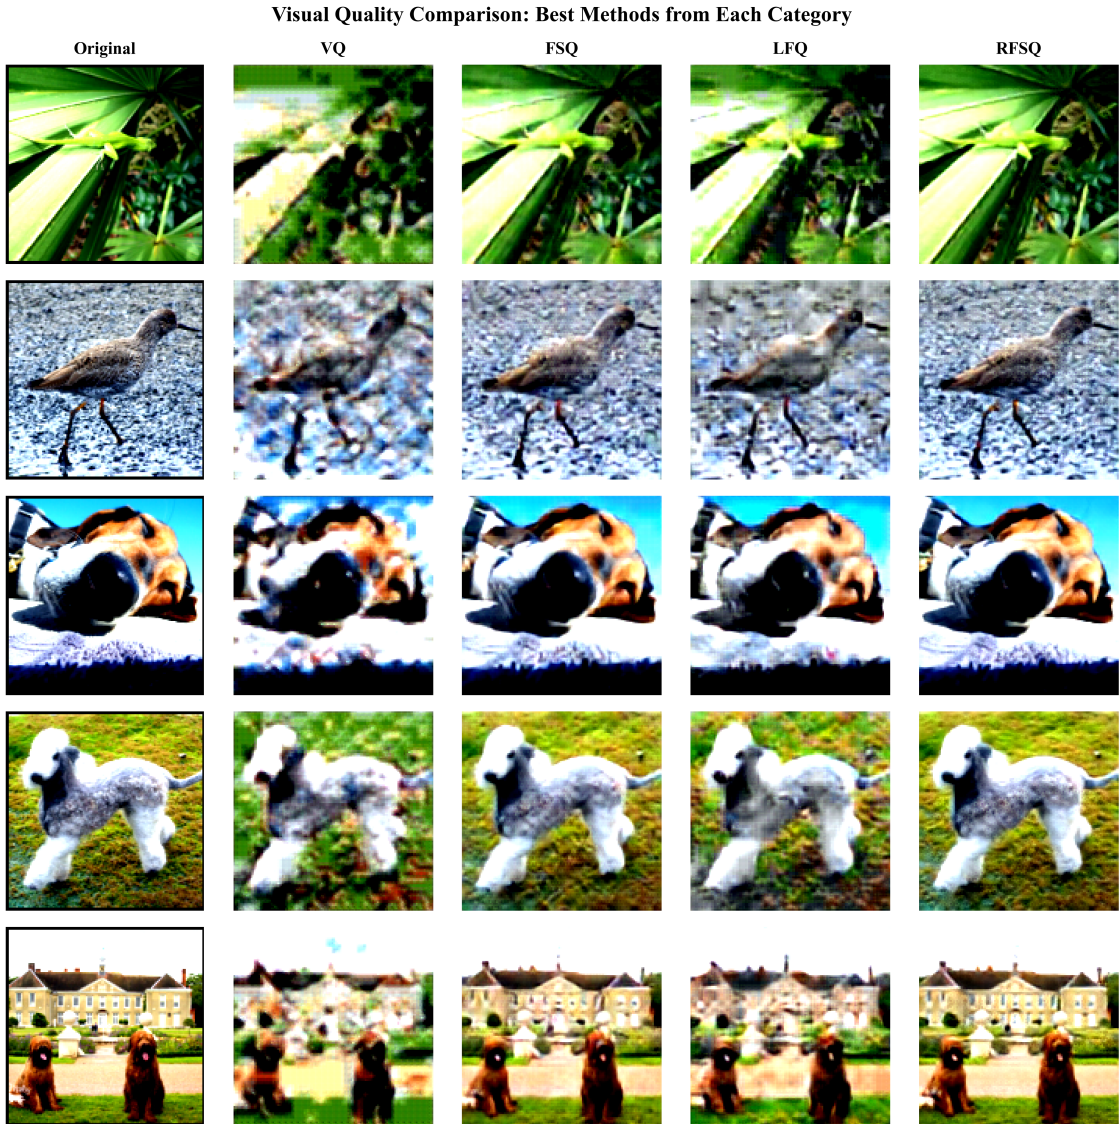 Visual Quality Comparison: Best Methods from Each Category
Original VQ FSQ LFQ RFSQ